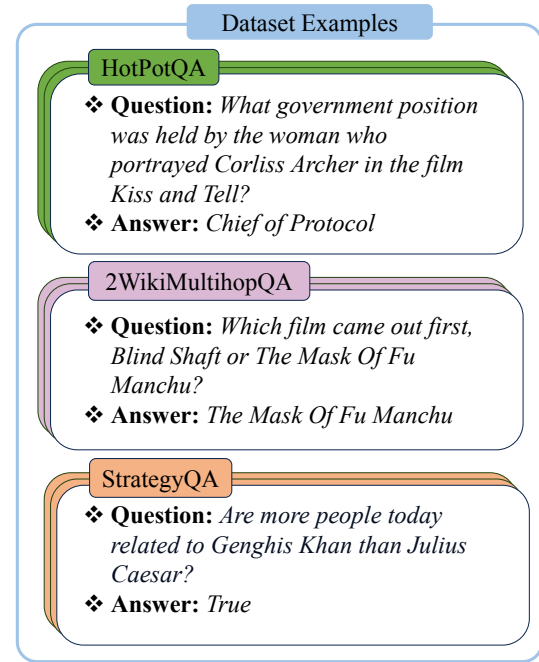 Dataset Examples
HotPotQA
❖ Question: What government position
was held by the woman who
portrayed Corliss Archer in the film
Kiss and Tell?
❖ Answer: Chief of Protocol
2WikiMultihopQA
❖ Question: Which film came out first,
Blind Shaft or The Mask Of Fu
Manchu?
❖ Answer: The Mask Of Fu Manchu
StrategyQA
❖ Question: Are more people today
related to Genghis Khan than Julius
Caesar?
❖ Answer: True